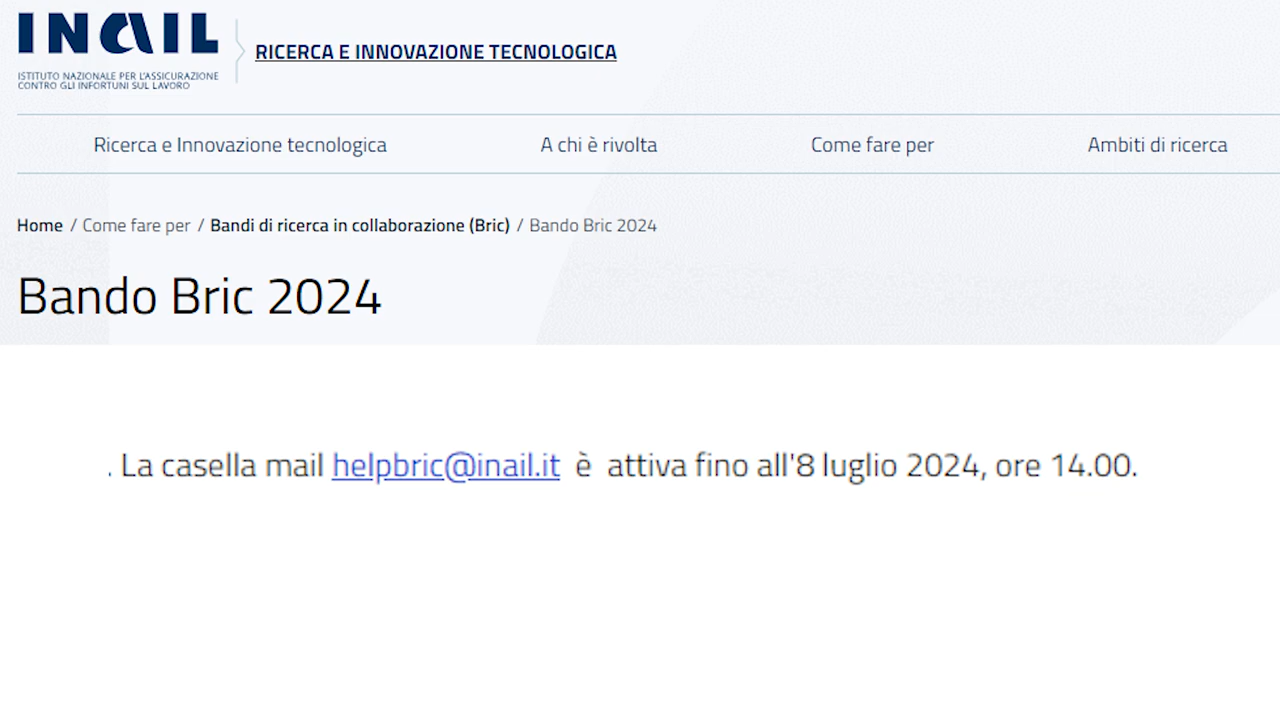 INAIL
ISTITUTO NAZIONALE PER L'ASSICURAZIONE
CONTRO GLI INFORTUNI SUL LAVORO
RICERCA E INNOVAZIONE TECNOLOGICA
Ricerca e Innovazione tecnologica A chi è rivolta Come fare per Ambiti di ricerca
Home / Come fare per / Bandi di ricerca in collaborazione (Bric) / Bando Bric 2024
Bando Bric 2024
. La casella mail helpbric@inail.it è attiva fino all'8 luglio 2024, ore 14.00.